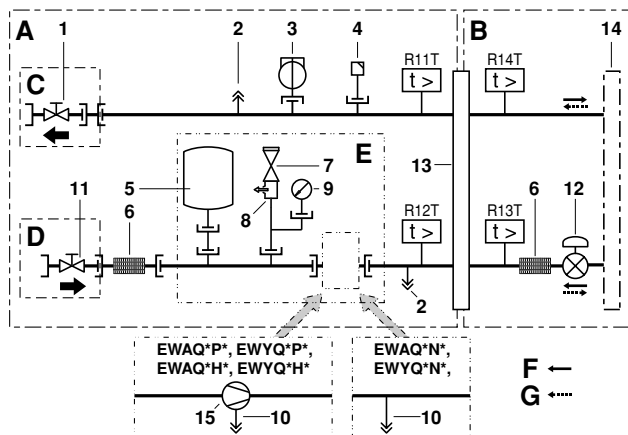 A
1
2
3
4
B
14
R11T
R14T
t >
t >
C
E
13
7
5
9
11
6
8
R12T
R13T
6
12
D
t >
t >
2
EWAQ*P*, EWYQ*P*,
EWAQ*H*, EWYQ*H*
EWAQ*N*,
EWYQ*N*,
F
G
15
10
10